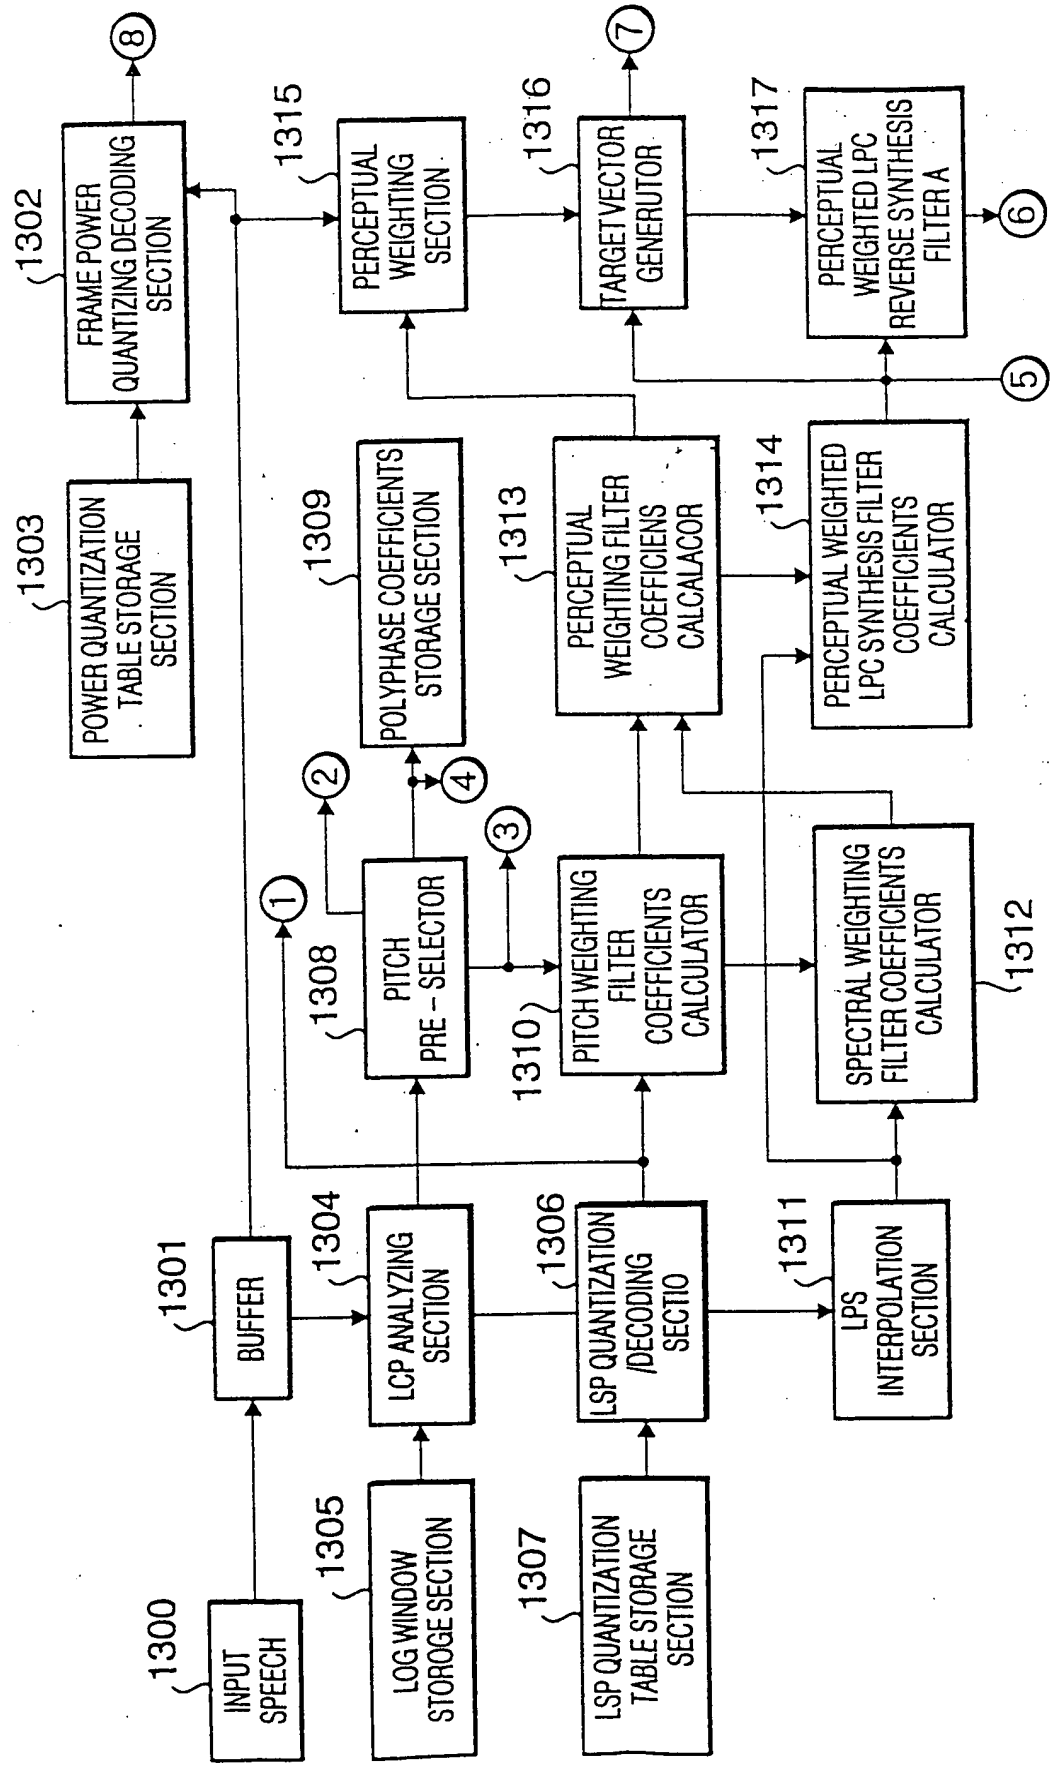 1300
INPUT
SPEECH
1301
BUFFER
1303
POWER QUANTIZATION
TABLE STORAGE
SECTION
1302
FRAME POWER
QUANTIZING DECODING
SECTION
8
1305
LOG WINDOW
STOROGE SECTION
1304
LCP ANALYZING
SECTION
1
1308
PITCH
PRE - SELECTOR
2
4
3
1309
POLYPHASE COEFFICIENTS
STORAGE SECTION
1315
PERCEPTUAL
WEIGHTING
SECTION
1307
LSP QUANTIZATION
TABLE STORAGE
SECTION
1306
LSP QUANTIZATION
/DECODING
SECTIO
1310
PITCH WEIGHTING
FILTER
COEFFICIENTS
CALCULATOR
1313
PERCEPTUAL
WEIGHTING FILTER
COEFFICIENS
CALCALACOR
1316
TARGET VECTOR
GENERUTOR
7
1311
LPS
INTERPOLATION
SECTION
SPECTRAL WEIGHTING
FILTER COEFFICIENTS
CALCULATOR
1312
1314
PERCEPTUAL WEIGHTED
LPC SYNTHESIS FILTER
COEFFICIENTS
CALCULATOR
5
1317
PERCEPTUAL
WEIGHTED LPC
REVERSE SYNTHESIS
FILTER A
6